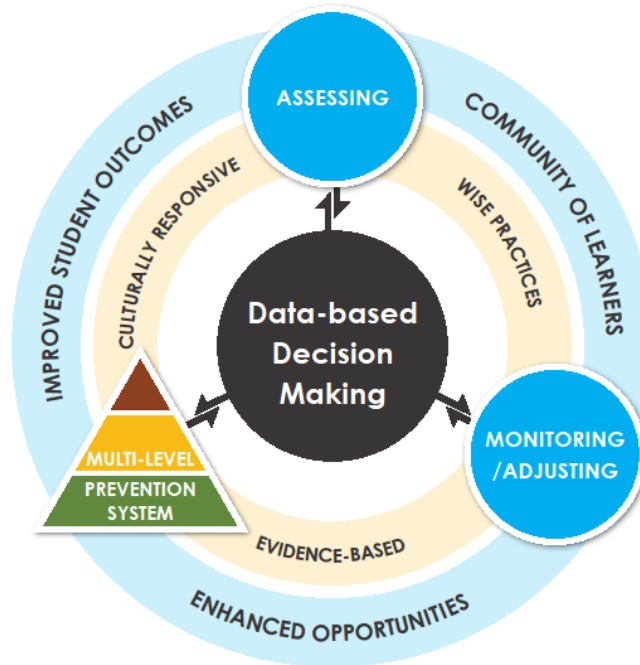 ASSESSING
IMPROVED STUDENT OUTCOMES
COMMUNITY OF LEARNERS
CULTURALLY RESPONSIVE
WISE PRACTICES
Data-based
Decision
Making
MULTI-LEVEL
PREVENTION
SYSTEM
MONITORING
/ADJUSTING
EVIDENCE-BASED
ENHANCED OPPORTUNITIES